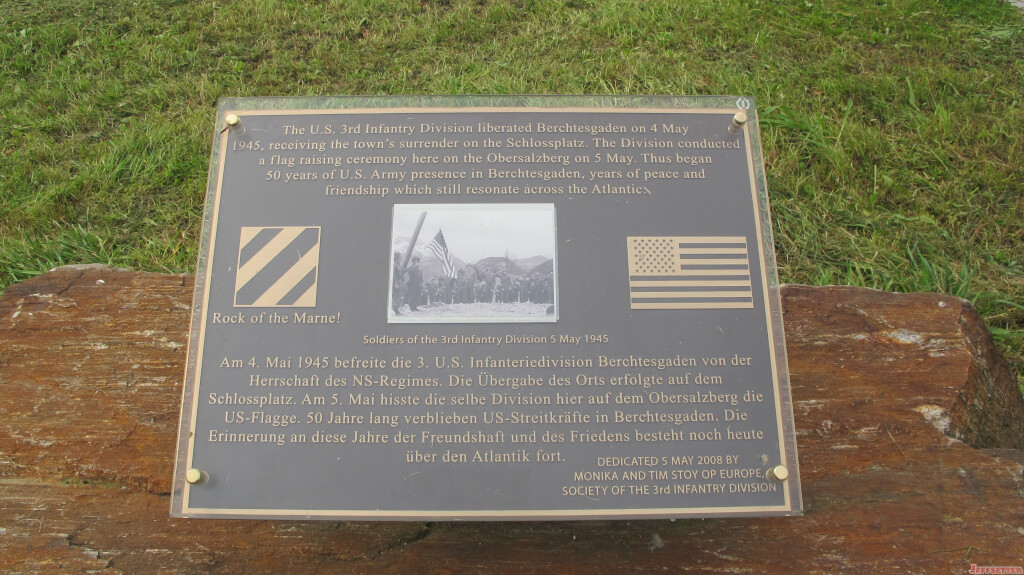 The U.S. 3rd Infantry Division liberated Berchtesgaden on 4 May
1945, receiving the town's surrender on the Schlossplatz. The Division conducted
a flag raising ceremony here on the Obersalzberg on 5 May. Thus began
50 years of U.S. Army presence in Berchtesgaden, years of peace and
friendship which still resonate across the Atlantic.
Rock of the Marne!
Soldiers of the 3rd Infantry Division 5 May 1945
Am 4. Mai 1945 befreite die 3. U.S. Infanteriedivision Berchtesgaden von der
Herrschaft des NS-Regimes. Die Übergabe des Orts erfolgte auf dem
Schlossplatz. Am 5. Mai hisste die selbe Division hier auf dem Obersalzberg die
US-Flagge. 50 Jahre lang verblieben US-Streitkräfte in Berchtesgaden. Die
Erinnerung an diese Jahre der Freundshaft und des Friedens besteht noch heute
über den Atlantik fort.
DEDICATED 5 MAY 2008 BY
MONIKA AND TIM STOY OP EUROPE,
SOCIETY OF THE 3rd INFANTRY DIVISION
JEFFSETTER